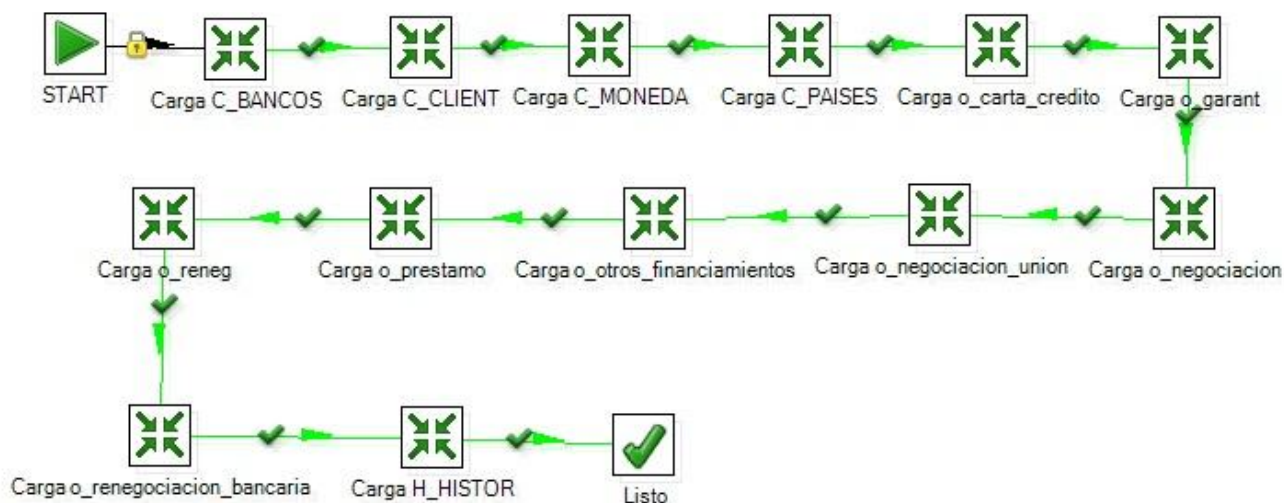 START
Carga C_BANCOS
Carga C_CLIENT
Carga C_MONEDA
Carga C_PAISES
Carga o_carta_credito
Carga o_garant
Carga o_reneg
Carga o_prestamo
Carga o_otros_financiamientos
Carga o_negociacion_union
Carga o_negociacion
Carga o_renegociacion_bancaria
Carga H_HISTOR
Listo